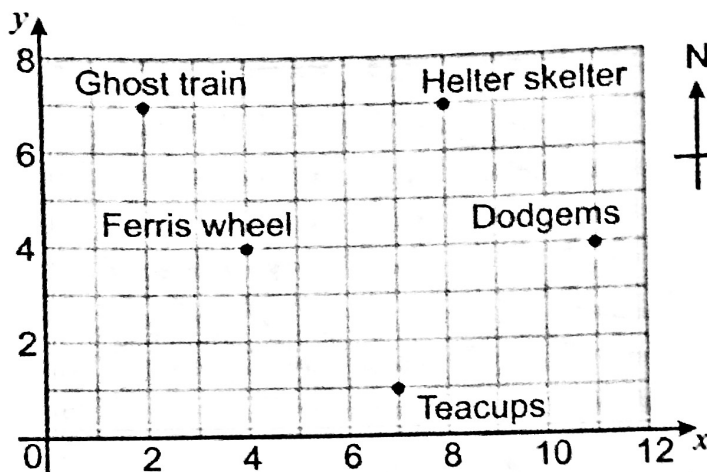 y
8
Ghost train
Helter skelter
N
6
Ferris wheel
Dodgems
4
2
Teacups
0
2
4
6
8
10
12
x